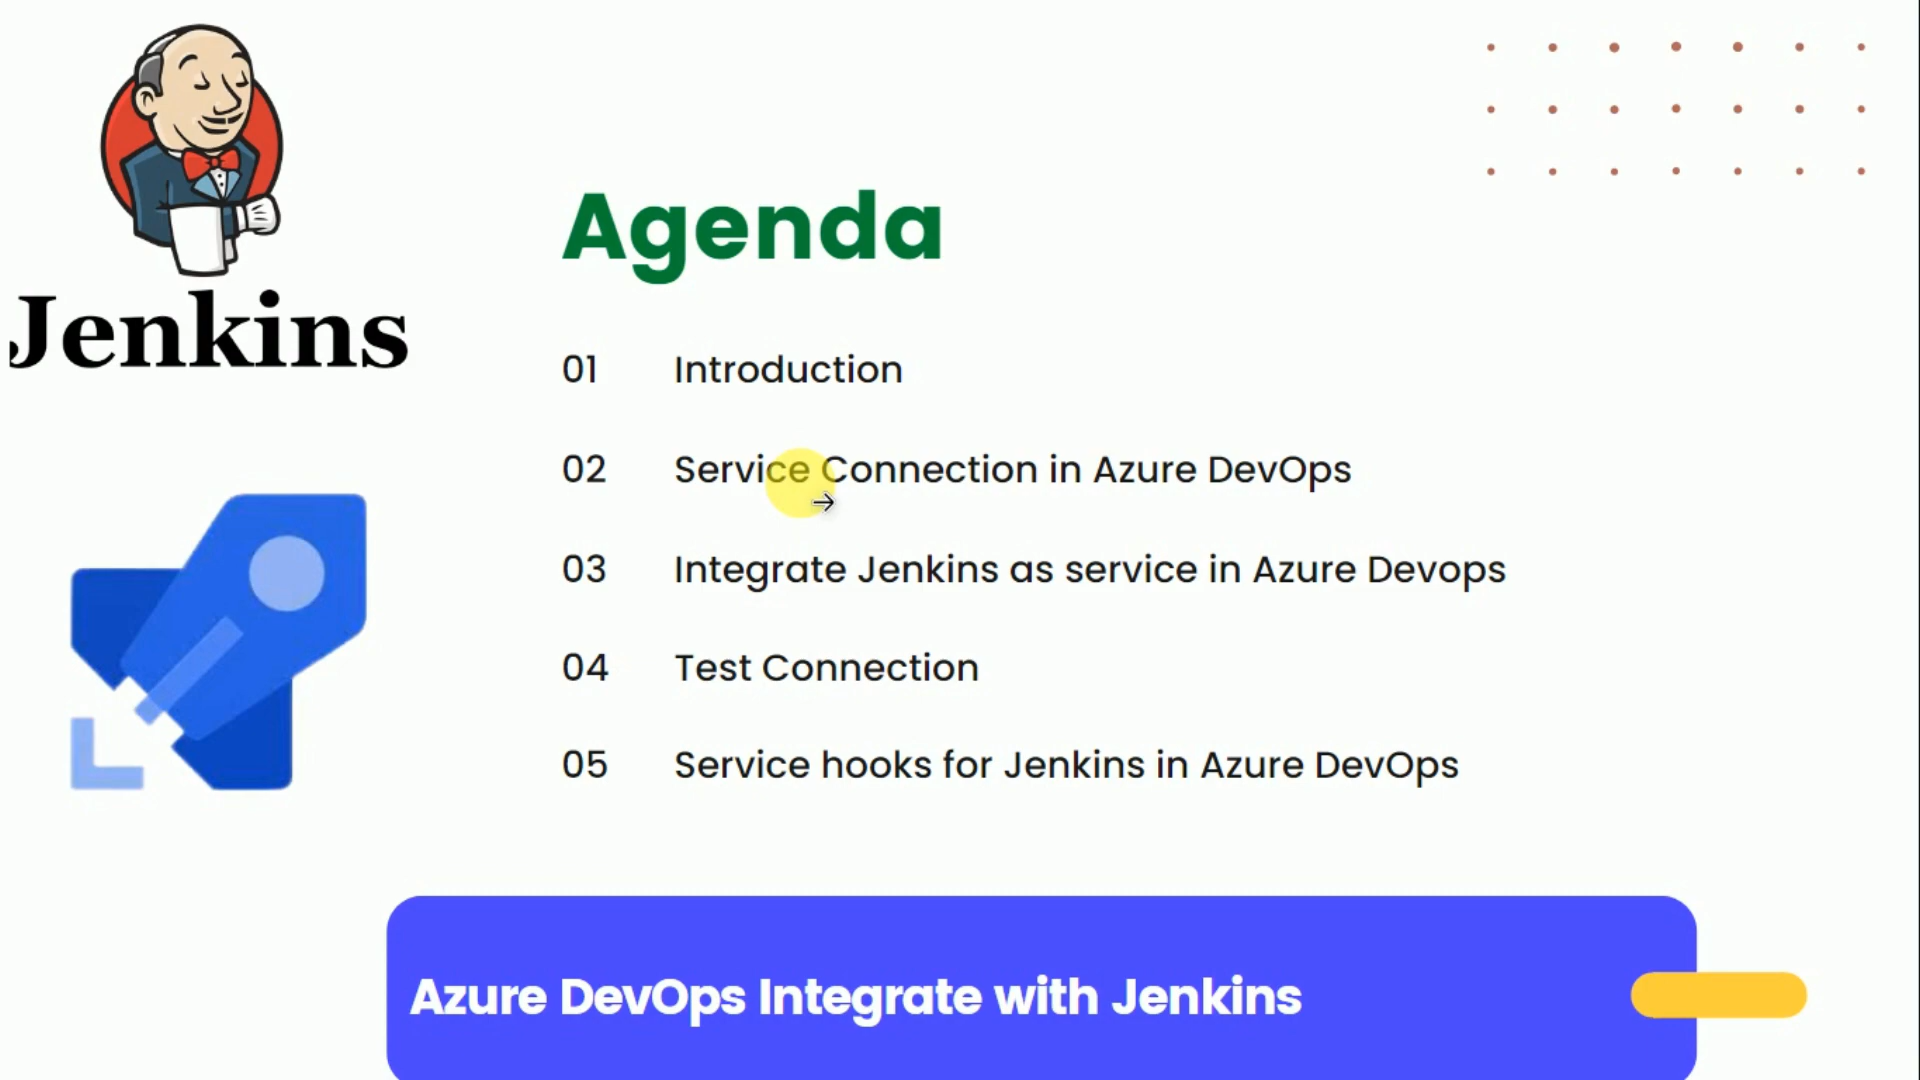 Jenkins
Agenda
01 Introduction
02 Service Connection in Azure DevOps
03 Integrate Jenkins as service in Azure Devops
04 Test Connection
05 Service hooks for Jenkins in Azure DevOps
Azure DevOps Integrate with Jenkins